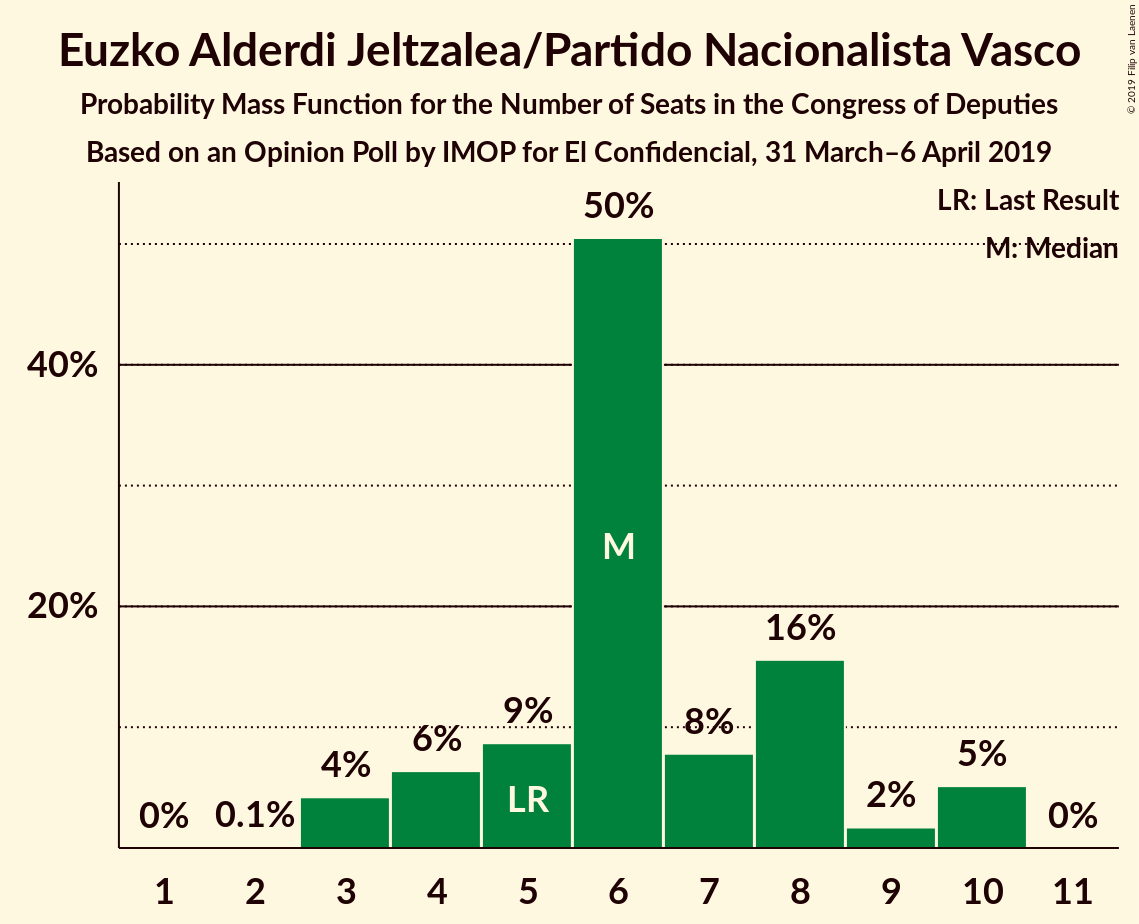 Euzko Alderdi Jeltzalea/Partido Nacionalista Vasco
Probability Mass Function for the Number of Seats in the Congress of Deputies
Based on an Opinion Poll by IMOP for El Confidencial, 31 March–6 April 2019
© 2019 Filip van Laenen
LR: Last Result
M: Median
50%
40%
M
20%
16%
9%
8%
6%
4%
5%
2%
LR
0%
0.1%
0%
1 2 3 4 5 6 7 8 9 10 11